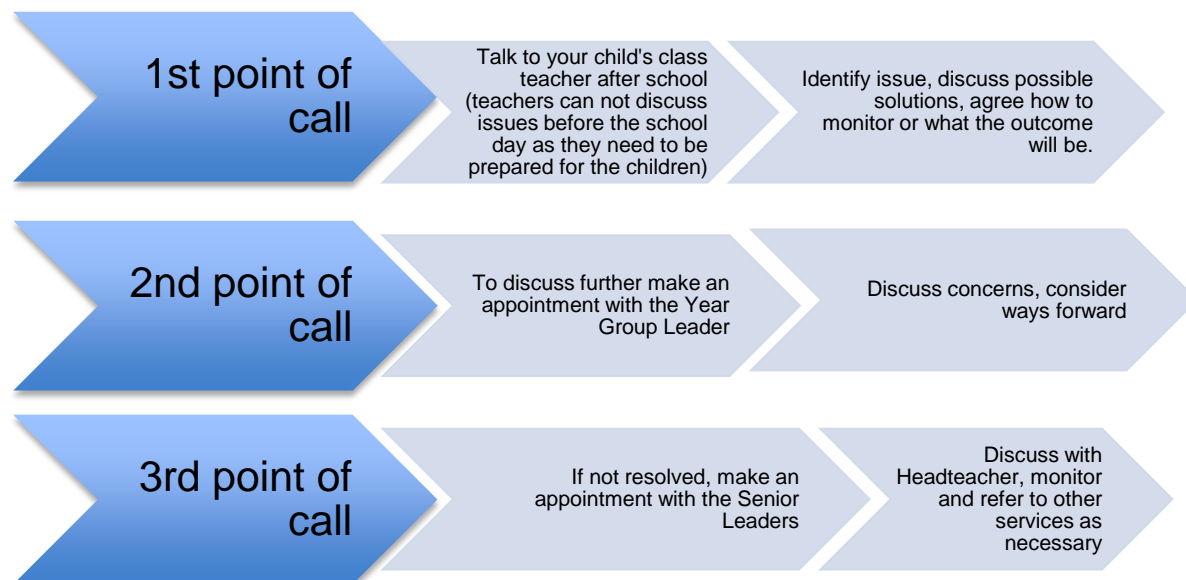 1st point of
call
Talk to your child's class
teacher after school
(teachers can not discuss
issues before the school
day as they need to be
prepared for the children)
Identify issue, discuss possible
solutions, agree how to
monitor or what the outcome
will be.
2nd point of
call
To discuss further make an
appointment with the Year
Group Leader
Discuss concerns, consider
ways forward
3rd point of
call
If not resolved, make an
appointment with the Senior
Leaders
Discuss with
Headteacher, monitor
and refer to other
services as
necessary